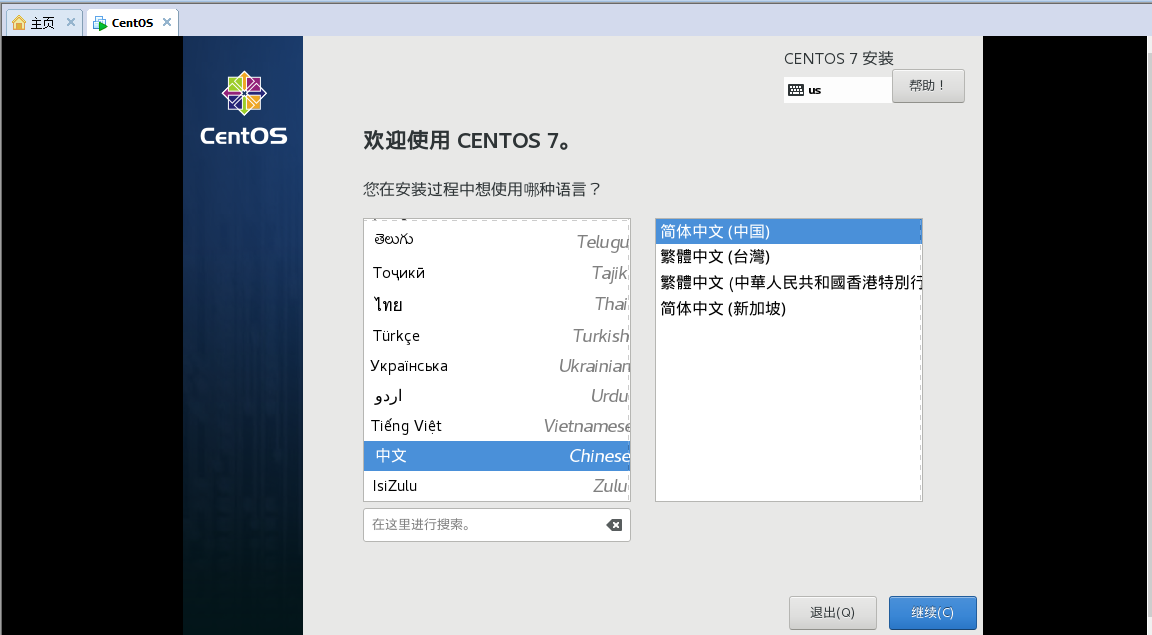 主页
CentOS
CentOS
CENTOS 7 安装
us
帮助！
欢迎使用 CENTOS 7。
您在安装过程中想使用哪种语言？
తెలుగు Telugu
Тоҷикӣ Tajik
ไทย Thai
Türkçe Turkish
Українська Ukrainian
اردو Urdu
Tiếng Việt Vietnamese
中文 Chinese
IsiZulu Zulu
在这里进行搜索。
简体中文 (中国)
繁體中文 (台灣)
繁體中文 (中華人民共和國香港特別行
简体中文 (新加坡)
退出(Q)
继续(C)